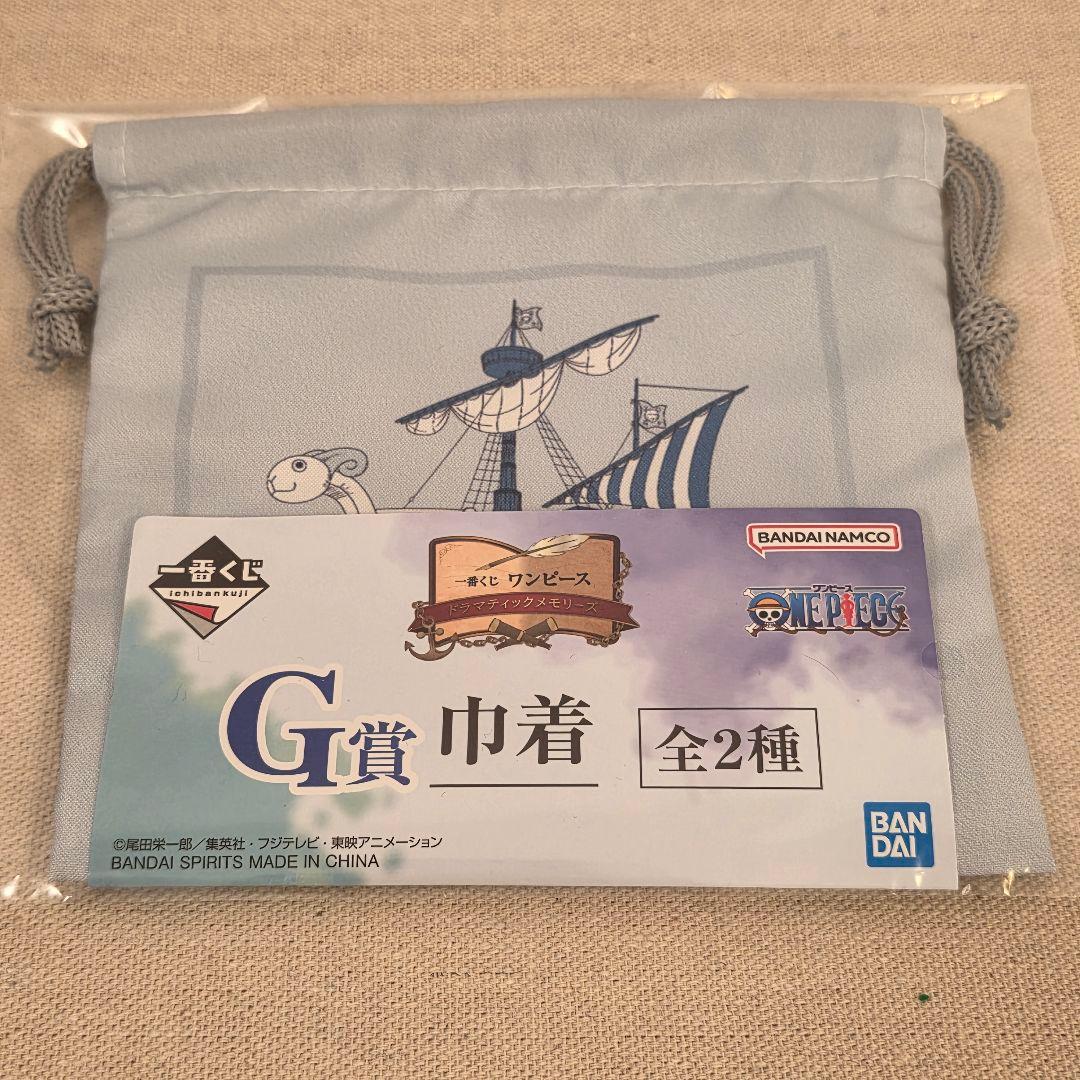 一番くじ
ichibankuji
一番くじ ワンピース
ドラマティックメモリーズ
BANDAI NAMCO
ワンピース
ONE PIECE
G賞 巾着 全2種
©尾田栄一郎／集英社・フジテレビ・東映アニメーション
BANDAI SPIRITS MADE IN CHINA
BAN
DAI